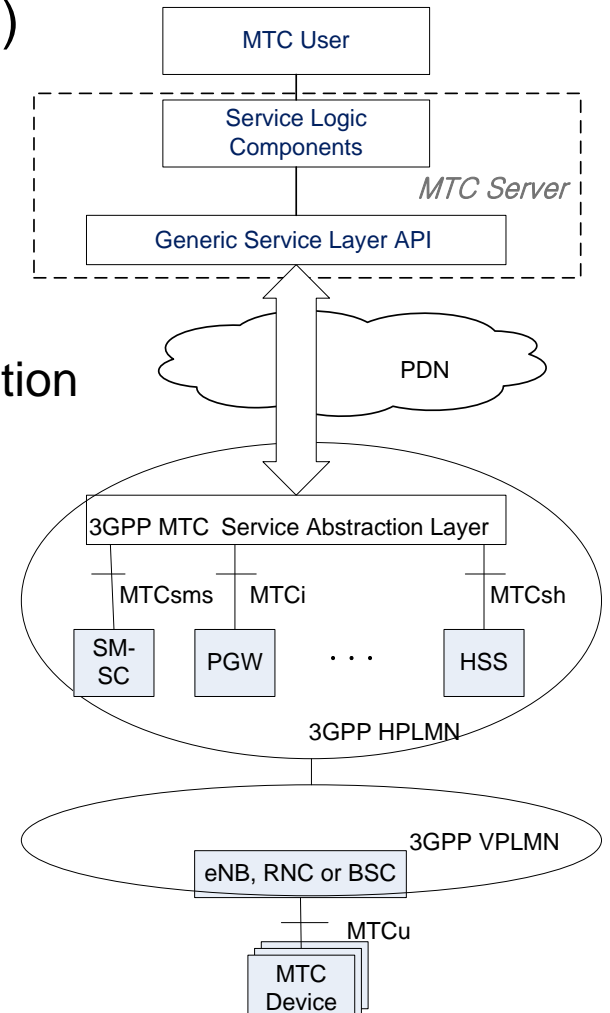 )
MTC User
Service Logic
Components
MTC Server
Generic Service Layer API
PDN
tion
3GPP MTC Service Abstraction Layer
MTCsms
MTCi
MTCsh
SM-
SC
PGW
. . .
HSS
3GPP HPLMN
3GPP VPLMN
eNB, RNC or BSC
MTCu
MTC
Device